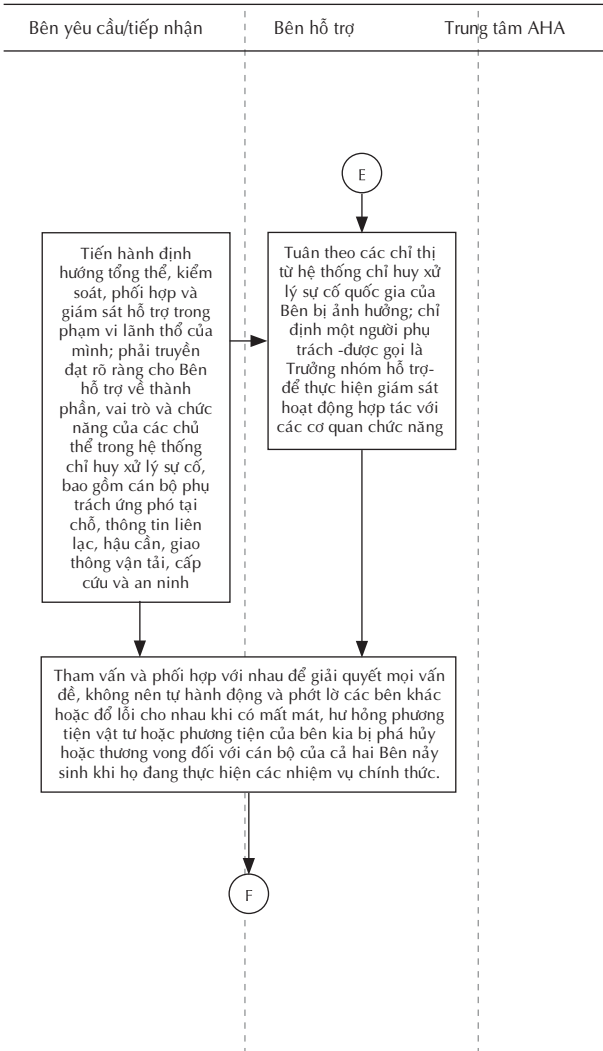 Bên yêu cầu/tiếp nhận
Bên hỗ trợ
Trung tâm AHA
E
Tiến hành định
hướng tổng thể, kiểm
soát, phối hợp và
giám sát hỗ trợ trong
phạm vi lãnh thổ của
mình; phải truyền
đạt rõ ràng cho Bên
hỗ trợ về thành
phần, vai trò và chức
năng của các chủ
thể trong hệ thống
chỉ huy xử lý sự cố,
bao gồm cán bộ phụ
trách ứng phó tại
chỗ, thông tin liên
lạc, hậu cần, giao
thông vận tải, cấp
cứu và an ninh
Tuân theo các chỉ thị
từ hệ thống chỉ huy xử
lý sự cố quốc gia của
Bên bị ảnh hưởng; chỉ
định một người phụ
trách -được gọi là
Trưởng nhóm hỗ trợ-
để thực hiện giám sát
hoạt động hợp tác với
các cơ quan chức năng
Tham vấn và phối hợp với nhau để giải quyết mọi vấn
đề, không nên tự hành động và phớt lờ các bên khác
hoặc đổ lỗi cho nhau khi có mất mát, hư hỏng phương
tiện vật tư hoặc phương tiện của bên kia bị phá hủy
hoặc thương vong đối với cán bộ của cả hai Bên nảy
sinh khi họ đang thực hiện các nhiệm vụ chính thức.
F